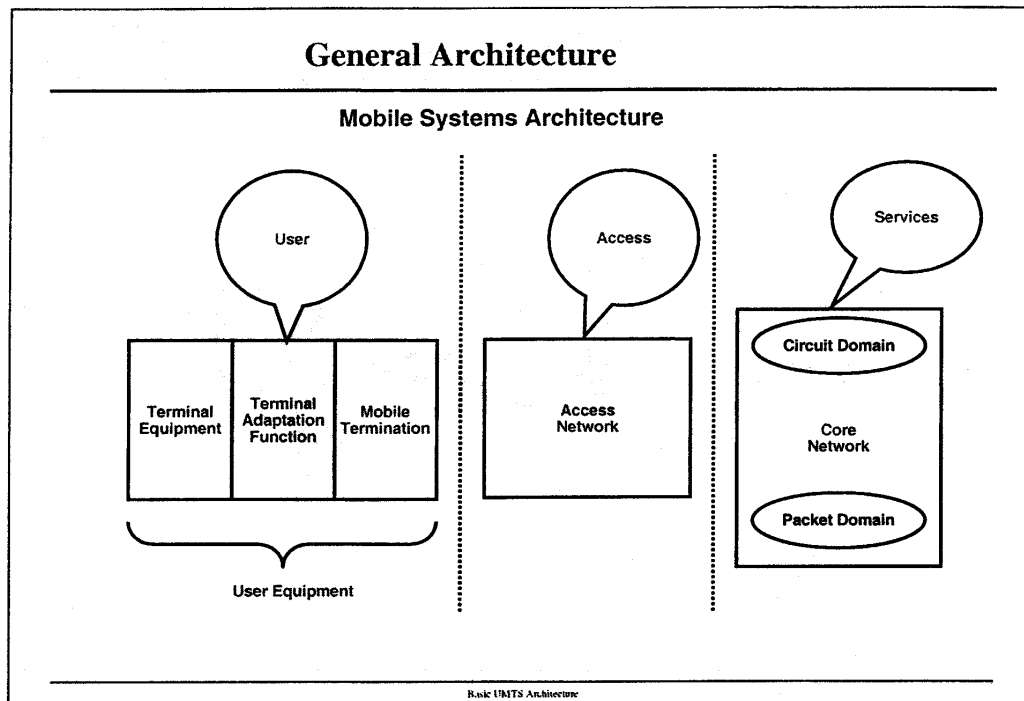 General Architecture
Mobile Systems Architecture
User
Access
Services
Terminal
Equipment
Terminal
Adaptation
Function
Mobile
Termination
Access
Network
Circuit Domain
Core
Network
Packet Domain
User Equipment
Basic UMTS Architecture